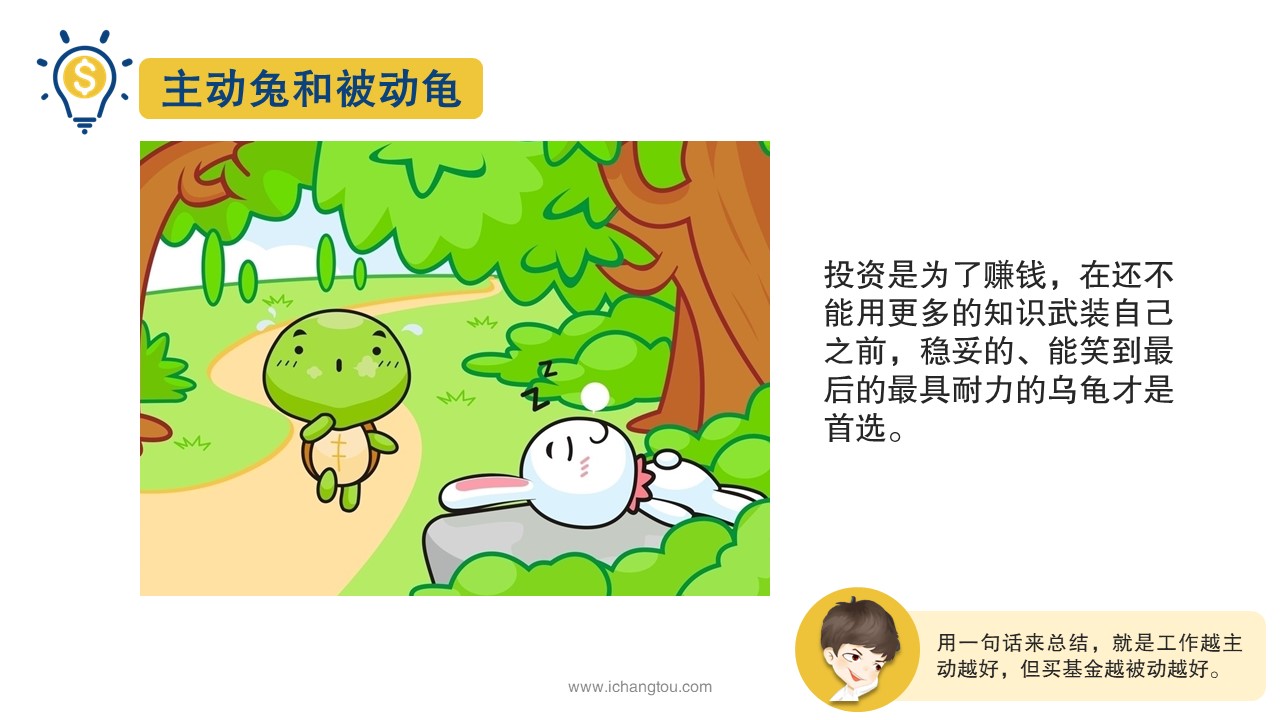 主动兔和被动龟
投资是为了赚钱，在还不
能用更多的知识武装自己
之前，稳妥的、能笑到最
后的最具耐力的乌龟才是
首选。
z
z
用一句话来总结，就是工作越主
动越好，但买基金越被动越好。
www.ichangtou.com